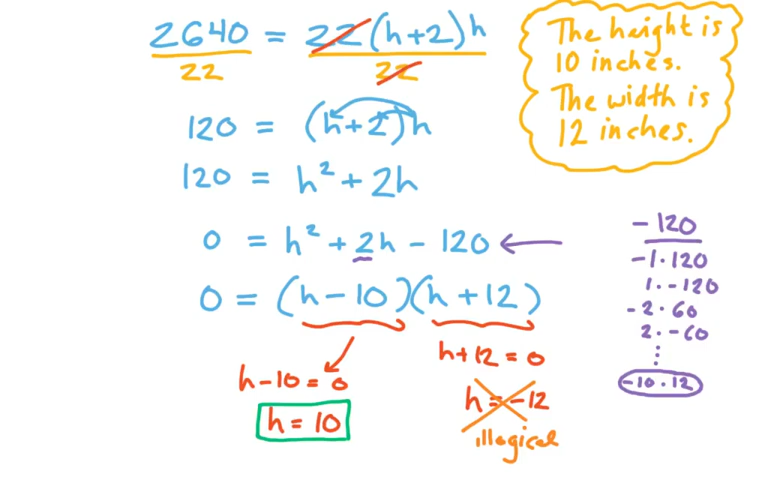 2640 = 22(h+2)h
22 22
The height is
10 inches.
The width is
12 inches.
120 = (h+2)h
120 = h² + 2h
0 = h² + 2h - 120
0 = (h-10)(h+12)
h-10 = 0
h = 10
h+12 = 0
h = -12
illogical
-120
-1·120
1·-120
-2·60
2·-60
⋮
-10·12